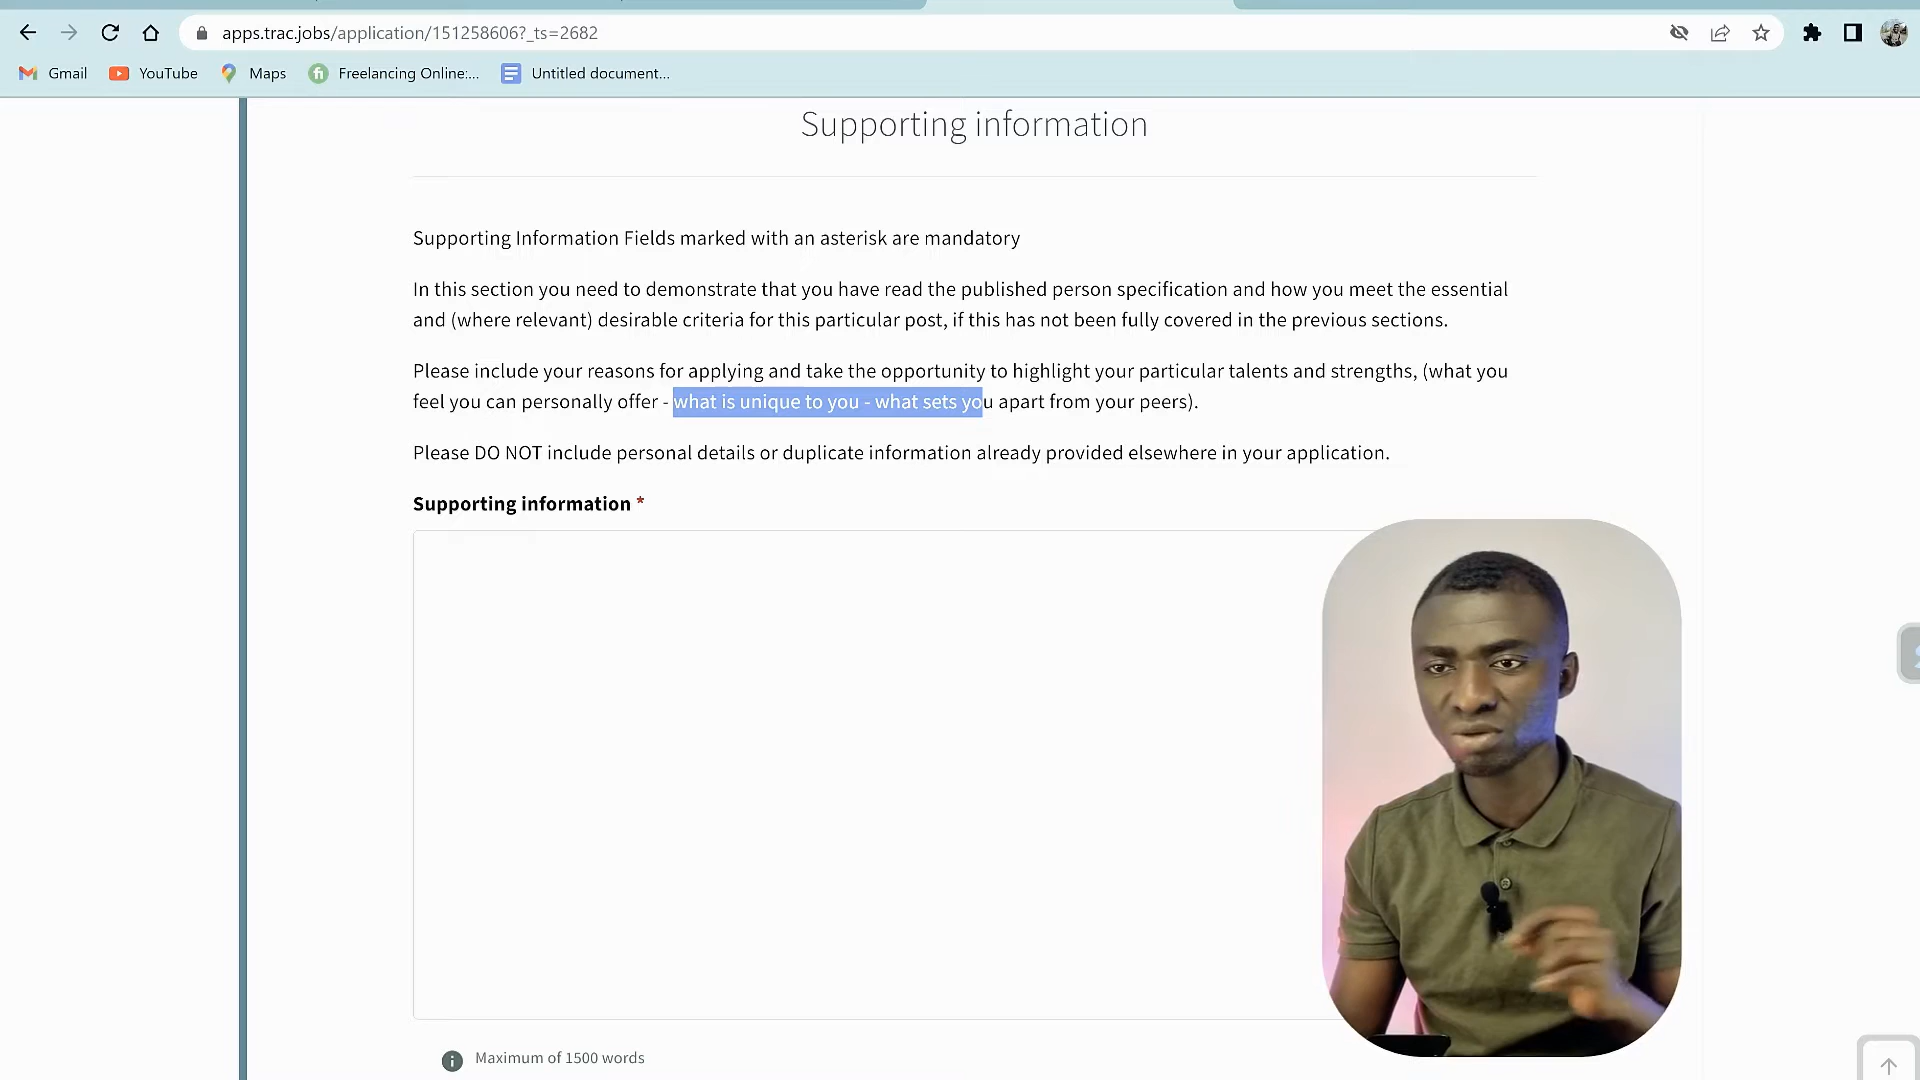 apps.trac.jobs/application/151258606?_ts=2682
Gmail YouTube Maps Freelancing Online:... Untitled document...
Supporting information
Supporting Information Fields marked with an asterisk are mandatory
In this section you need to demonstrate that you have read the published person specification and how you meet the essential
and (where relevant) desirable criteria for this particular post, if this has not been fully covered in the previous sections.
Please include your reasons for applying and take the opportunity to highlight your particular talents and strengths, (what you
feel you can personally offer - what is unique to you - what sets you apart from your peers).
Please DO NOT include personal details or duplicate information already provided elsewhere in your application.
Supporting information *
Maximum of 1500 words